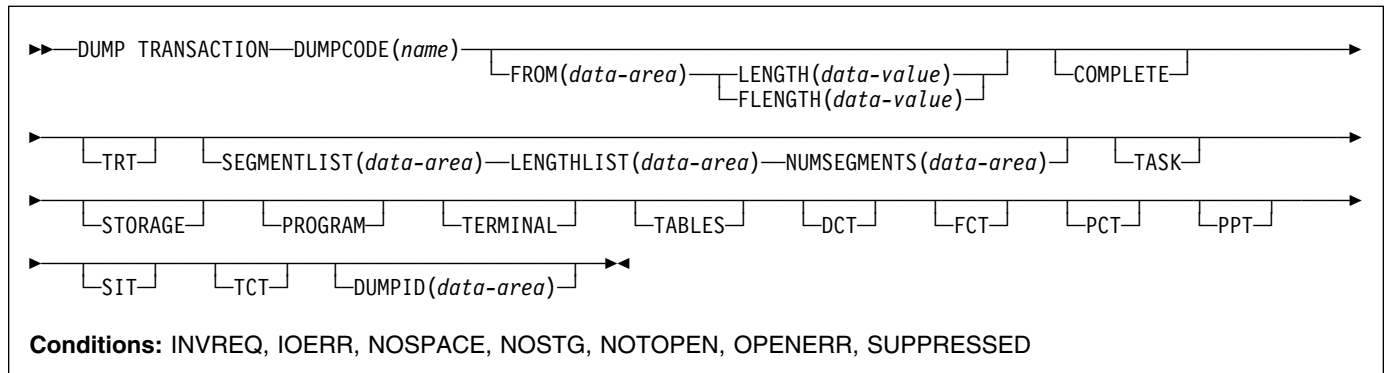 DUMP TRANSACTION DUMPCODE(name)
FROM(data-area) LENGTH(data-value) COMPLETE
FLENGTH(data-value)
TRT SEGMENTLIST(data-area) LENGTHLIST(data-area) NUMSEGMENTS(data-area) TASK
STORAGE PROGRAM TERMINAL TABLES DCT FCT PCT PPT
SIT TCT DUMPID(data-area)
Conditions: INVREQ, IOERR, NOSPACE, NOSTG, NOTOPEN, OPENERR, SUPPRESSED